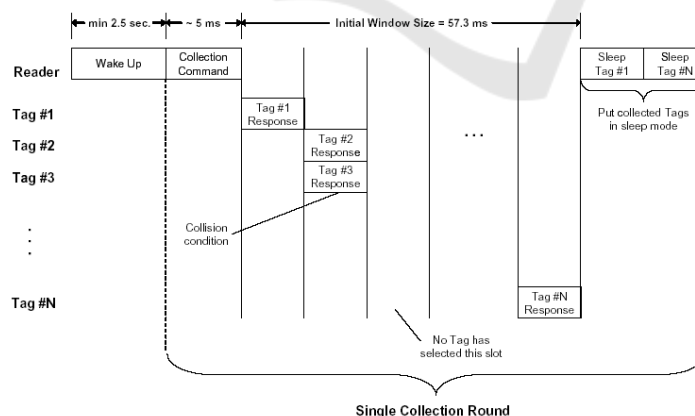 min 2.5 sec.
~ 5 ms
Initial Window Size = 57.3 ms
Reader
Wake Up
Collection
Command
Sleep
Tag #1
Sleep
Tag #N
Tag #1
Tag #1
Response
Put collected Tags
in sleep mode
Tag #2
Tag #2
Response
...
Tag #3
Tag #3
Response
Collision
condition
.
.
.
Tag #N
Tag #N
Response
No Tag has
selected this slot
Single Collection Round